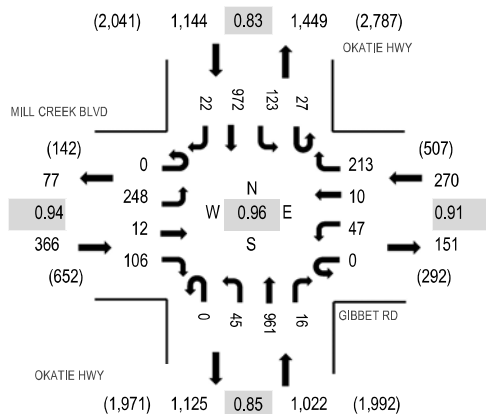 (2,041) 1,144 0.83 1,449 (2,787)
OKATIE HWY
22 972 123 27
MILL CREEK BLVD
(142) 0 213 (507)
77 248 10 270
N
0.94 W 0.96 E 0.91
S
366 12 47 151
(652) 106 0 (292)
0 45 961 16
GIBBET RD
OKATIE HWY
(1,971) 1,125 0.85 1,022 (1,992)